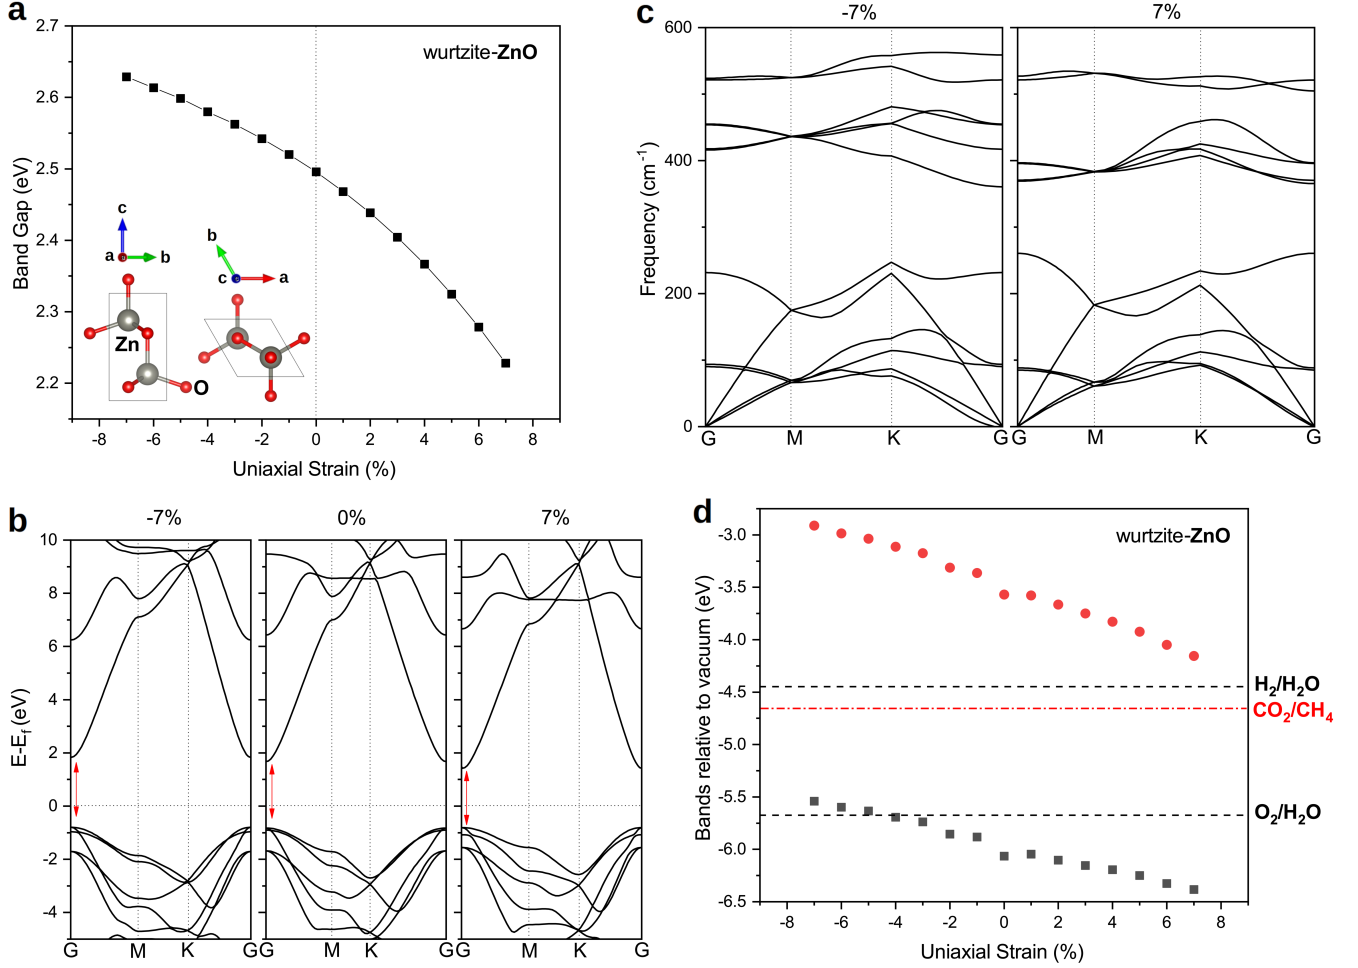 a
2.7
2.6
2.5
2.4
2.3
2.2
Band Gap (eV)
wurtzite-ZnO
c
a
b
b
c
a
Zn
O
-8 -6 -4 -2 0 2 4 6 8
Uniaxial Strain (%)
c
-7% 7%
600
400
200
0
Frequency (cm-1)
G M K G G M K G
b
-7% 0% 7%
10
8
6
4
2
0
-2
-4
E-Ef (eV)
G M K G G M K G G M K G
d
-3.0
-3.5
-4.0
-4.5
-5.0
-5.5
-6.0
-6.5
Bands relative to vacuum (eV)
wurtzite-ZnO
H2/H2O
CO2/CH4
O2/H2O
-8 -6 -4 -2 0 2 4 6 8
Uniaxial Strain (%)